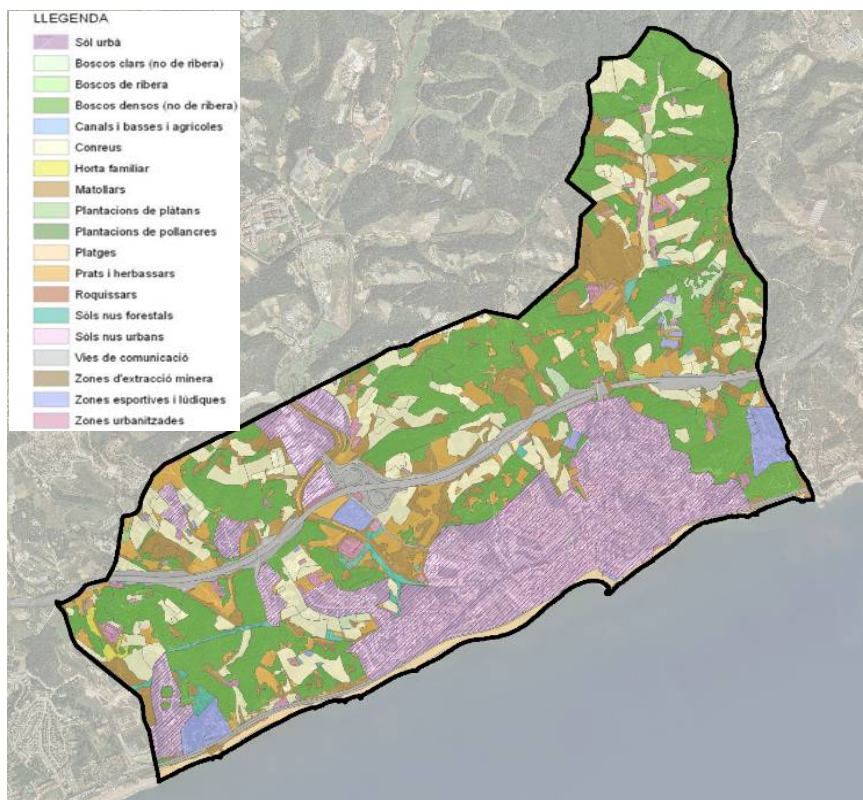 LLEGENDA
Sòl urbà
Boscos clars (no de ribera)
Boscos de ribera
Boscos densos (no de ribera)
Canals i basses i agrícoles
Conreus
Horta familiar
Matollars
Plantacions de plàtans
Plantacions de pollancres
Platges
Prats i herbassars
Roquissars
Sòls nus forestals
Sòls nus urbans
Vies de comunicació
Zones d'extracció minera
Zones esportives i lúdiques
Zones urbanitzades